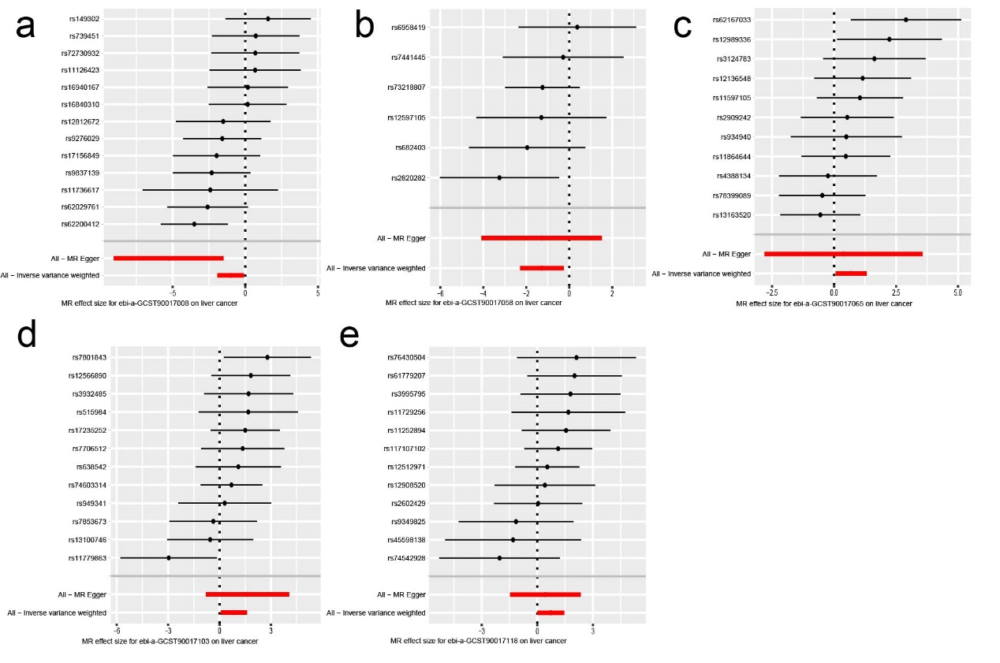 a
rs149302
rs739451
rs72730932
rs11126423
rs16940167
rs16840310
rs12812672
rs9276029
rs17156849
rs9837139
rs11736617
rs62029761
rs62200412
All − MR Egger
All − Inverse variance weighted
−5 0 5
MR effect size for ebi-a-GCST90017008 on liver cancer
b
rs6958419
rs7441445
rs73218807
rs12597105
rs682403
rs2820282
All − MR Egger
All − Inverse variance weighted
−6 −4 −2 0 2
MR effect size for ebi-a-GCST90017058 on liver cancer
c
rs62167033
rs12989336
rs3124783
rs12136548
rs11597105
rs2909242
rs934940
rs11864644
rs4388134
rs78399089
rs13163520
All − MR Egger
All − Inverse variance weighted
−2.5 0.0 2.5 5.0
MR effect size for ebi-a-GCST90017065 on liver cancer
d
rs7801843
rs12566890
rs3932485
rs515984
rs17235252
rs7706512
rs638542
rs74603314
rs949341
rs7853673
rs13100746
rs11779863
All − MR Egger
All − Inverse variance weighted
−6 −3 0 3
MR effect size for ebi-a-GCST90017103 on liver cancer
e
rs76430504
rs61779207
rs3995795
rs11729256
rs11252894
rs117107102
rs12512971
rs12908520
rs2602429
rs9349825
rs45598138
rs74542928
All − MR Egger
All − Inverse variance weighted
−3 0 3
MR effect size for ebi-a-GCST90017118 on liver cancer